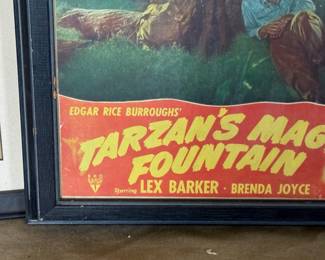 EDGAR RICE BURROUGHS'
TARZAN'S MAG
FOUNTAIN
Starring LEX BARKER · BRENDA JOYCE